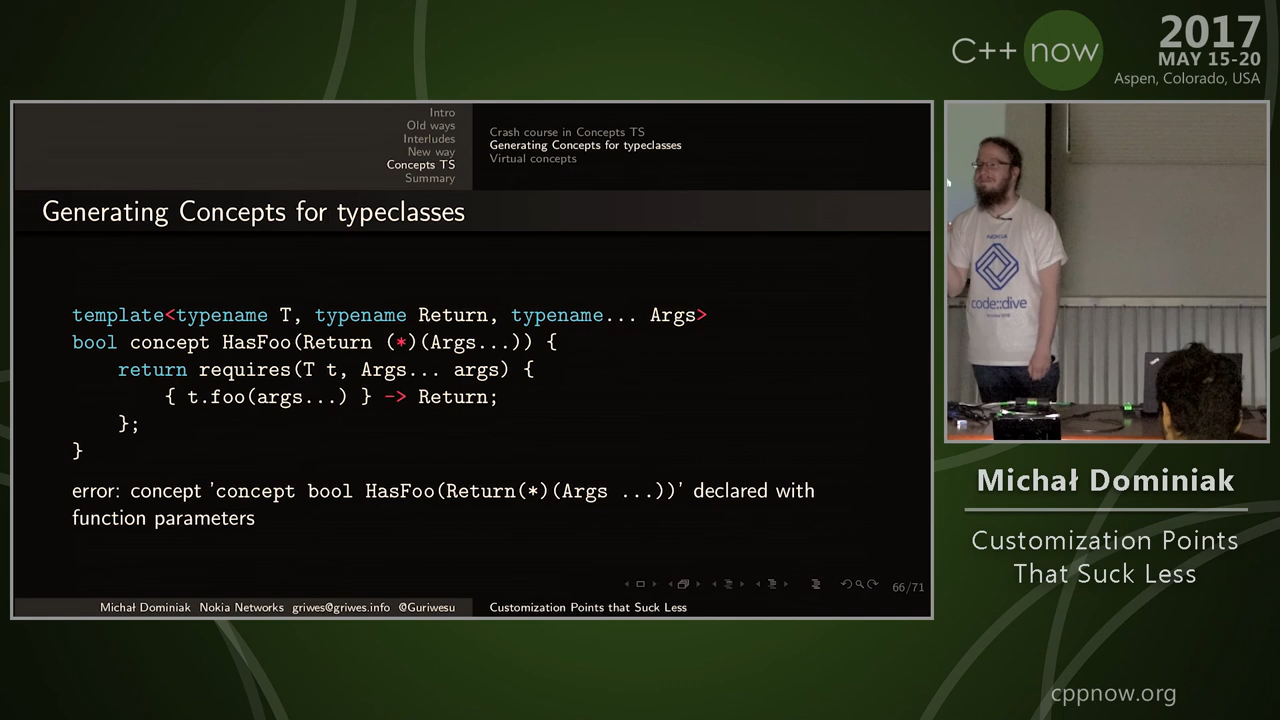 C++ now
2017
MAY 15-20
Aspen, Colorado, USA
Intro
Old ways
Interludes
New way
Concepts TS
Summary
Crash course in Concepts TS
Generating Concepts for typeclasses
Virtual concepts
Generating Concepts for typeclasses
template<typename T, typename Return, typename... Args>
bool concept HasFoo(Return (*)(Args...)) {
return requires(T t, Args... args) {
{ t.foo(args...) } -> Return;
};
}
error: concept 'concept bool HasFoo(Return(*)(Args ...))' declared with
function parameters
66/71
Michał Dominiak Nokia Networks griwes@griwes.info @Guriwesu
Customization Points that Suck Less
NOKIA
code::dive
Michał Dominiak
Customization Points
That Suck Less
cppnow.org